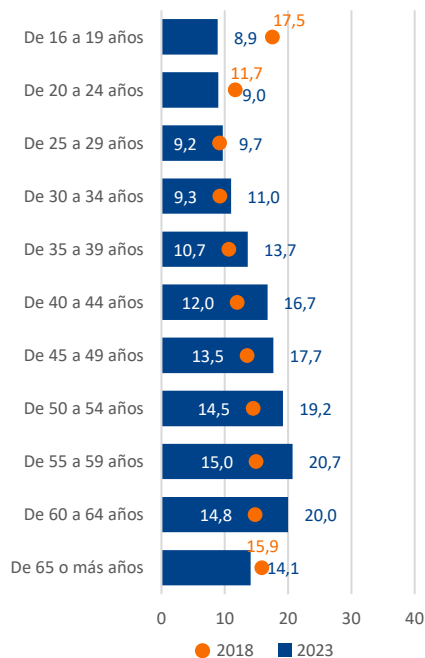 17,5
De 16 a 19 años 8,9
11,7
De 20 a 24 años 9,0
De 25 a 29 años 9,2 9,7
De 30 a 34 años 9,3 11,0
De 35 a 39 años 10,7 13,7
De 40 a 44 años 12,0 16,7
De 45 a 49 años 13,5 17,7
De 50 a 54 años 14,5 19,2
De 55 a 59 años 15,0 20,7
De 60 a 64 años 14,8 20,0
15,9
De 65 o más años 14,1
0 10 20 30 40
2018 2023